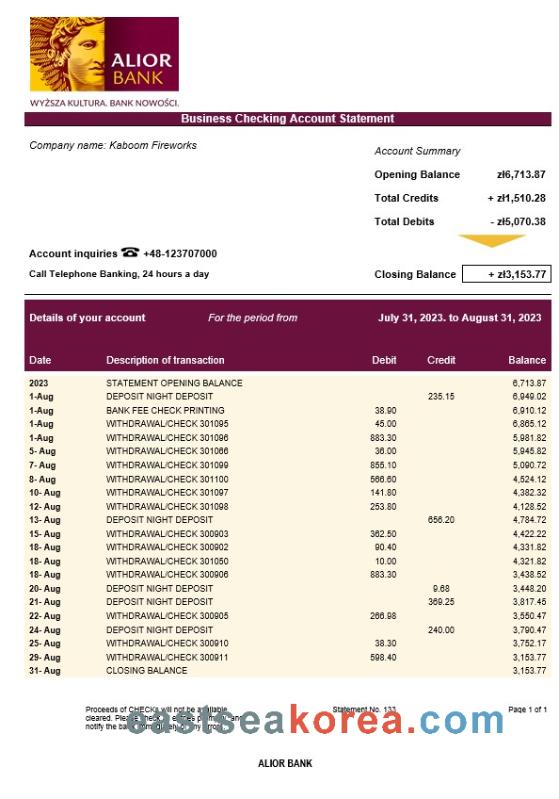 ALIOR
BANK
WYŻSZA KULTURA. BANK NOWOŚCI.
Business Checking Account Statement
Company name: Kaboom Fireworks
Account Summary
Opening Balance zł6,713.87
Total Credits + zł1,510.28
Total Debits - zł5,070.38
Account inquiries ☎ +48-123707000
Call Telephone Banking, 24 hours a day
Closing Balance + zł3,153.77
Details of your account For the period from July 31, 2023. to August 31, 2023
Date Description of transaction Debit Credit Balance
2023 STATEMENT OPENING BALANCE 6,713.87
1-Aug DEPOSIT NIGHT DEPOSIT 235.15 6,949.02
1-Aug BANK FEE CHECK PRINTING 38.90 6,910.12
1-Aug WITHDRAWAL/CHECK 301095 45.00 6,865.12
1-Aug WITHDRAWAL/CHECK 301096 883.30 5,981.82
5- Aug WITHDRAWAL/CHECK 301066 36.00 5,945.82
7- Aug WITHDRAWAL/CHECK 301099 855.10 5,090.72
8- Aug WITHDRAWAL/CHECK 301100 566.60 4,524.12
10- Aug WITHDRAWAL/CHECK 301097 141.80 4,382.32
12- Aug WITHDRAWAL/CHECK 301098 253.80 4,128.52
13- Aug DEPOSIT NIGHT DEPOSIT 656.20 4,784.72
15- Aug WITHDRAWAL/CHECK 300903 362.50 4,422.22
18- Aug WITHDRAWAL/CHECK 300902 90.40 4,331.82
18- Aug WITHDRAWAL/CHECK 301050 10.00 4,321.82
18- Aug WITHDRAWAL/CHECK 300906 883.30 3,438.52
20- Aug DEPOSIT NIGHT DEPOSIT 9.68 3,448.20
21- Aug DEPOSIT NIGHT DEPOSIT 369.25 3,817.45
22- Aug WITHDRAWAL/CHECK 300905 266.98 3,550.47
24- Aug DEPOSIT NIGHT DEPOSIT 240.00 3,790.47
25- Aug WITHDRAWAL/CHECK 300910 38.30 3,752.17
29- Aug WITHDRAWAL/CHECK 300911 598.40 3,153.77
31- Aug CLOSING BALANCE 3,153.77
Proceeds of CHECKs will not be available Statement No. 133 Page 1 of 1
cleared. Please
notify the bank
eastseakorea.com
ALIOR BANK